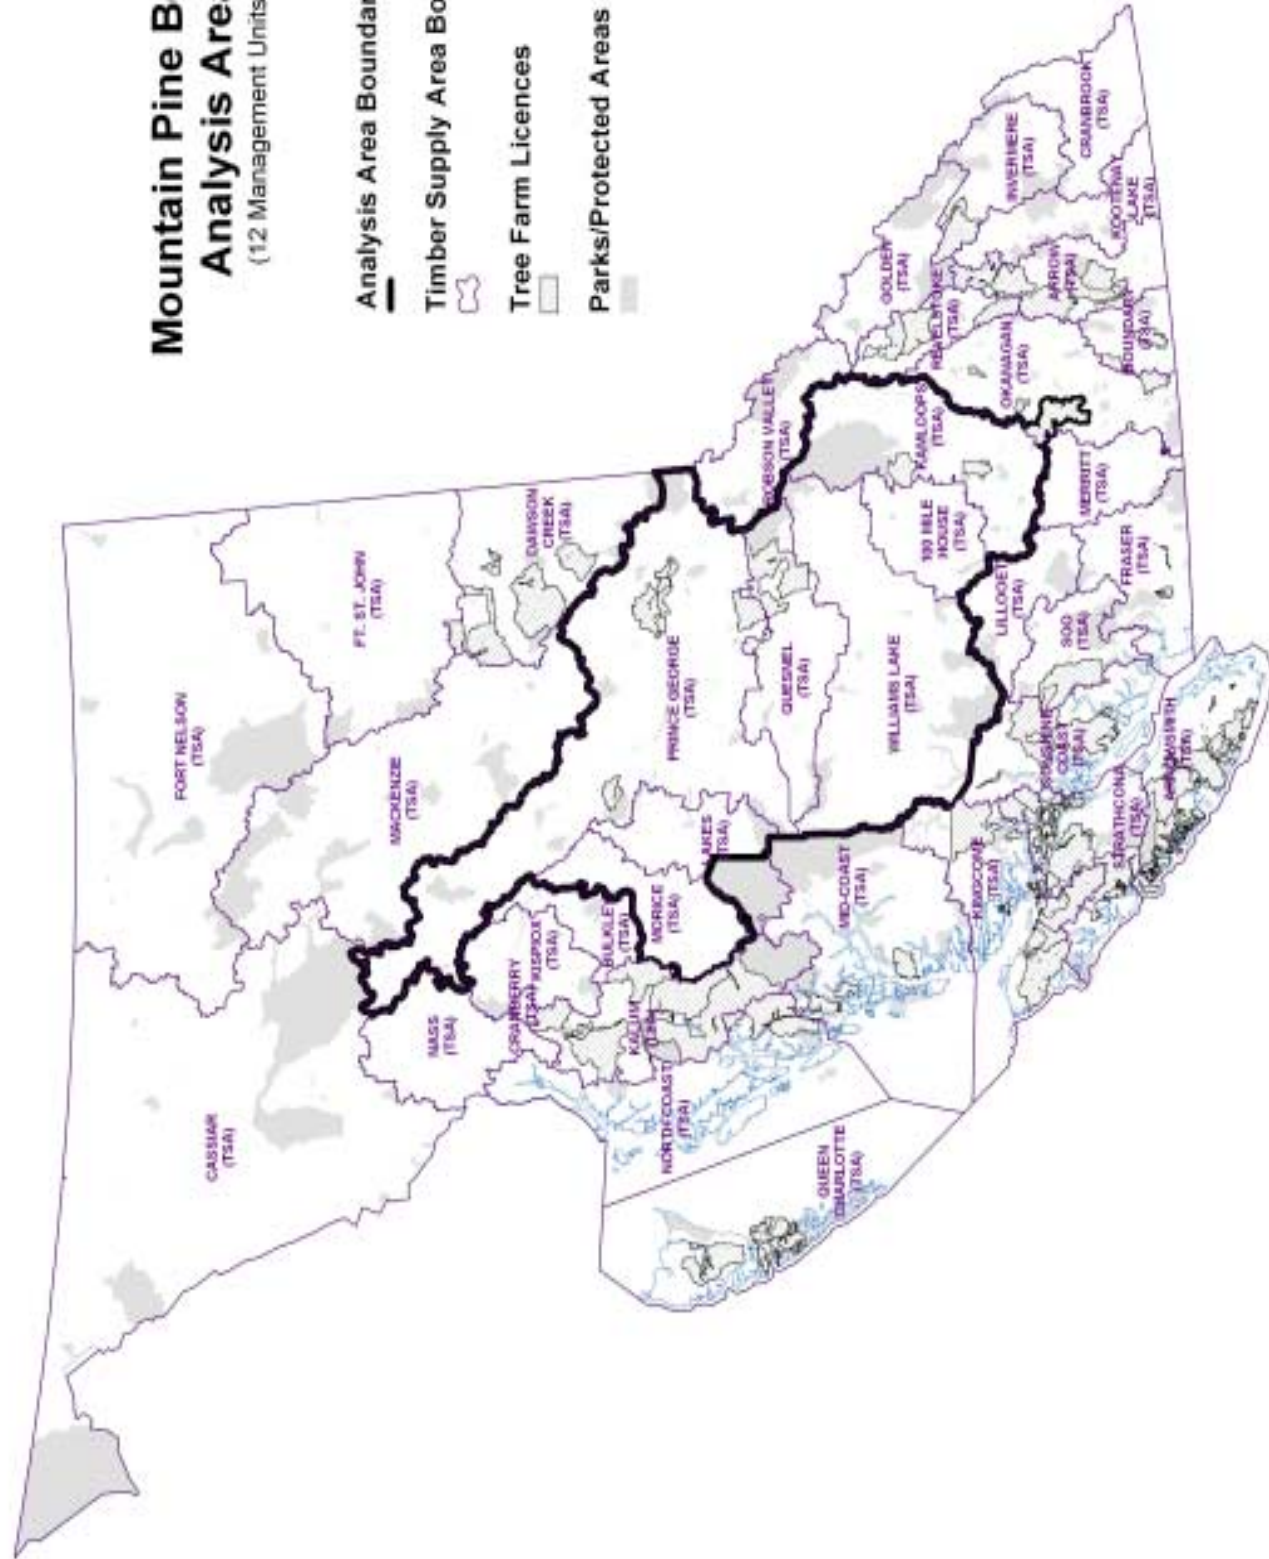 Mountain Pine B
Analysis Are
(12 Management Units
Analysis Area Boundar
Timber Supply Area Bo
Tree Farm Licences
Parks/Protected Areas
CASSIAR
(TSA)
FORT NELSON
(TSA)
FT. ST. JOHN
(TSA)
MACKENZIE
(TSA)
DAWSON
CREEK
(TSA)
NASS
(TSA)
CRANBERRY
(TSA)
KISPIOX
(TSA)
BULKLEY
(TSA)
KALUM
MORICE
(TSA)
LAKES
(TSA)
NORTH COAST
(TSA)
PRINCE GEORGE
(TSA)
ROBSON VALLEY
(TSA)
QUESNEL
(TSA)
QUEEN
CHARLOTTE
(TSA)
MID-COAST
(TSA)
WILLIAMS LAKE
(TSA)
100 MILE
HOUSE
(TSA)
KAMLOOPS
(TSA)
REVELSTOKE
(TSA)
GOLDEN
(TSA)
KINGCOME
(TSA)
LILLOOET
(TSA)
OKANAGAN
(TSA)
INVERMERE
(TSA)
SUNSHINE
COAST
(TSA)
SOO
(TSA)
MERRITT
(TSA)
ARROW
(TSA)
CRANBROOK
(TSA)
STRATHCONA
(TSA)
FRASER
(TSA)
BOUNDARY
(TSA)
KOOTENAY
LAKE
(TSA)
(TSA)